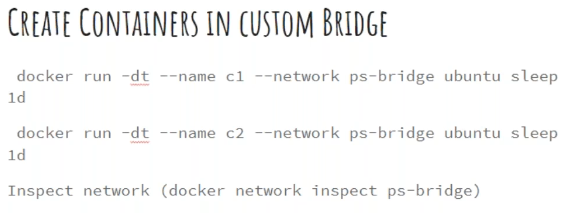 CREATE CONTAINERS IN CUSTOM BRIDGE
docker run -dt --name c1 --network ps-bridge ubuntu sleep
1d
docker run -dt --name c2 --network ps-bridge ubuntu sleep
1d
Inspect network (docker network inspect ps-bridge)